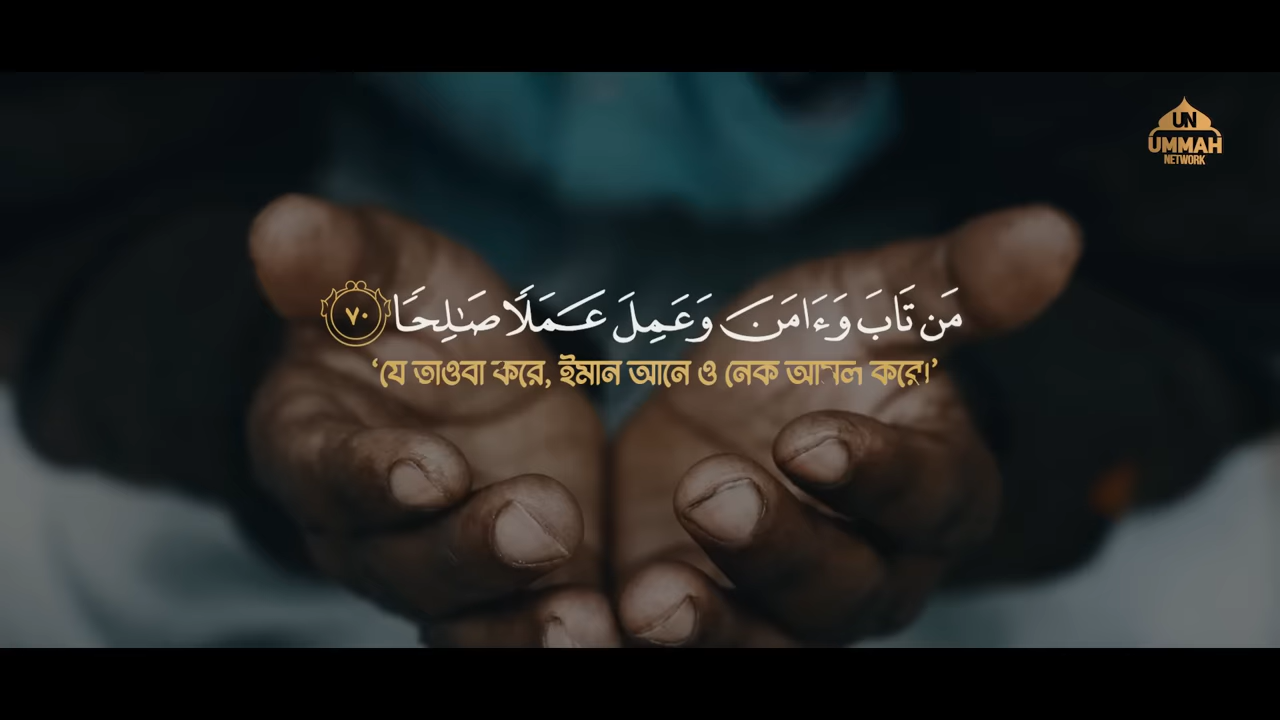 UN
UMMAH
NETWORK
مَن تَابَ وَءَامَنَ وَعَمِلَ عَمَلًا صَـٰلِحًا ٧٠
‘যে তাওবা করে, ইমান আনে ও নেক আমল করে।’